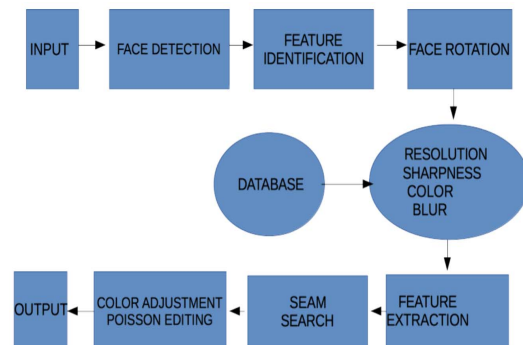 INPUT
FACE DETECTION
FEATURE
IDENTIFICATION
FACE ROTATION
DATABASE
RESOLUTION
SHARPNESS
COLOR
BLUR
OUTPUT
COLOR ADJUSTMENT
POISSON EDITING
SEAM
SEARCH
FEATURE
EXTRACTION